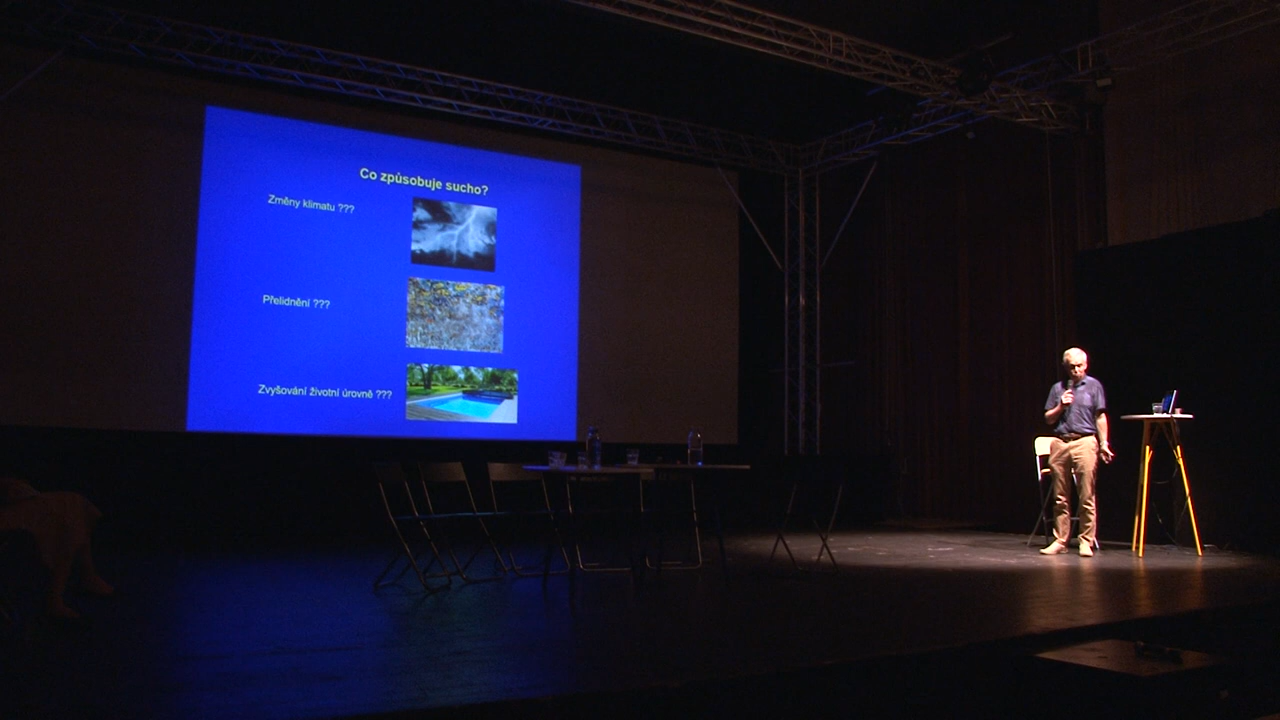 Co způsobuje sucho?
Změny klimatu ???
Přelidnění ???
Zvyšování životní úrovně ???